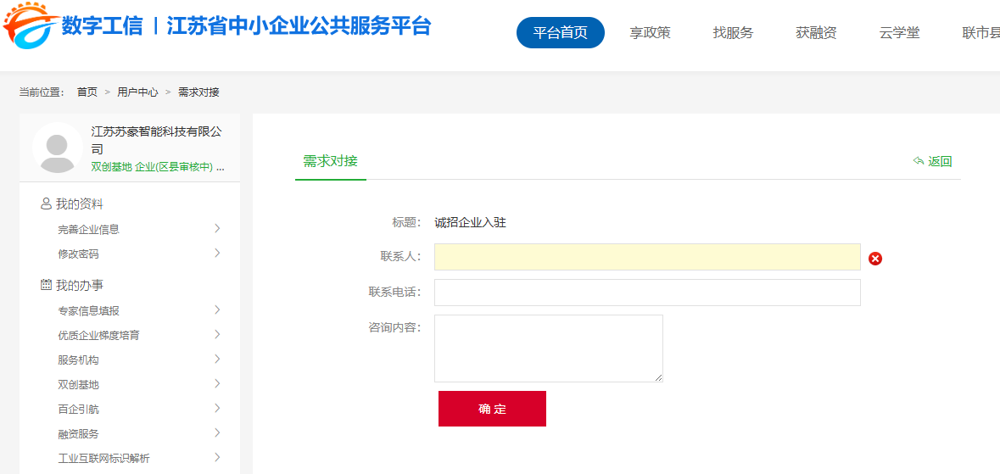 数字工信 | 江苏省中小企业公共服务平台
平台首页 享政策 找服务 获融资 云学堂 联市县
当前位置： 首页 > 用户中心 > 需求对接
江苏苏豪智能科技有限公
司
双创基地 企业(区县审核中) ...
我的资料
完善企业信息
修改密码
我的办事
专家信息填报
优质企业梯度培育
服务机构
双创基地
百企引航
融资服务
工业互联网标识解析
需求对接 返回
标题： 诚招企业入驻
联系人：
联系电话：
咨询内容：
确 定